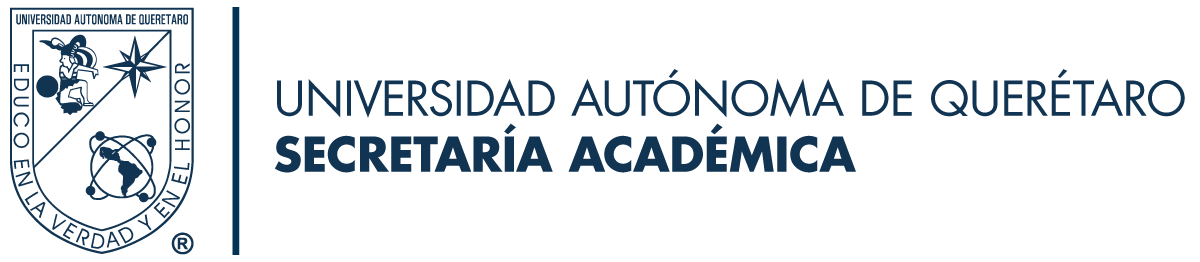 UNIVERSIDAD AUTONOMA DE QUERETARO
EDUCO EN LA VERDAD Y EN EL HONOR
®
UNIVERSIDAD AUTÓNOMA DE QUERÉTARO
SECRETARÍA ACADÉMICA